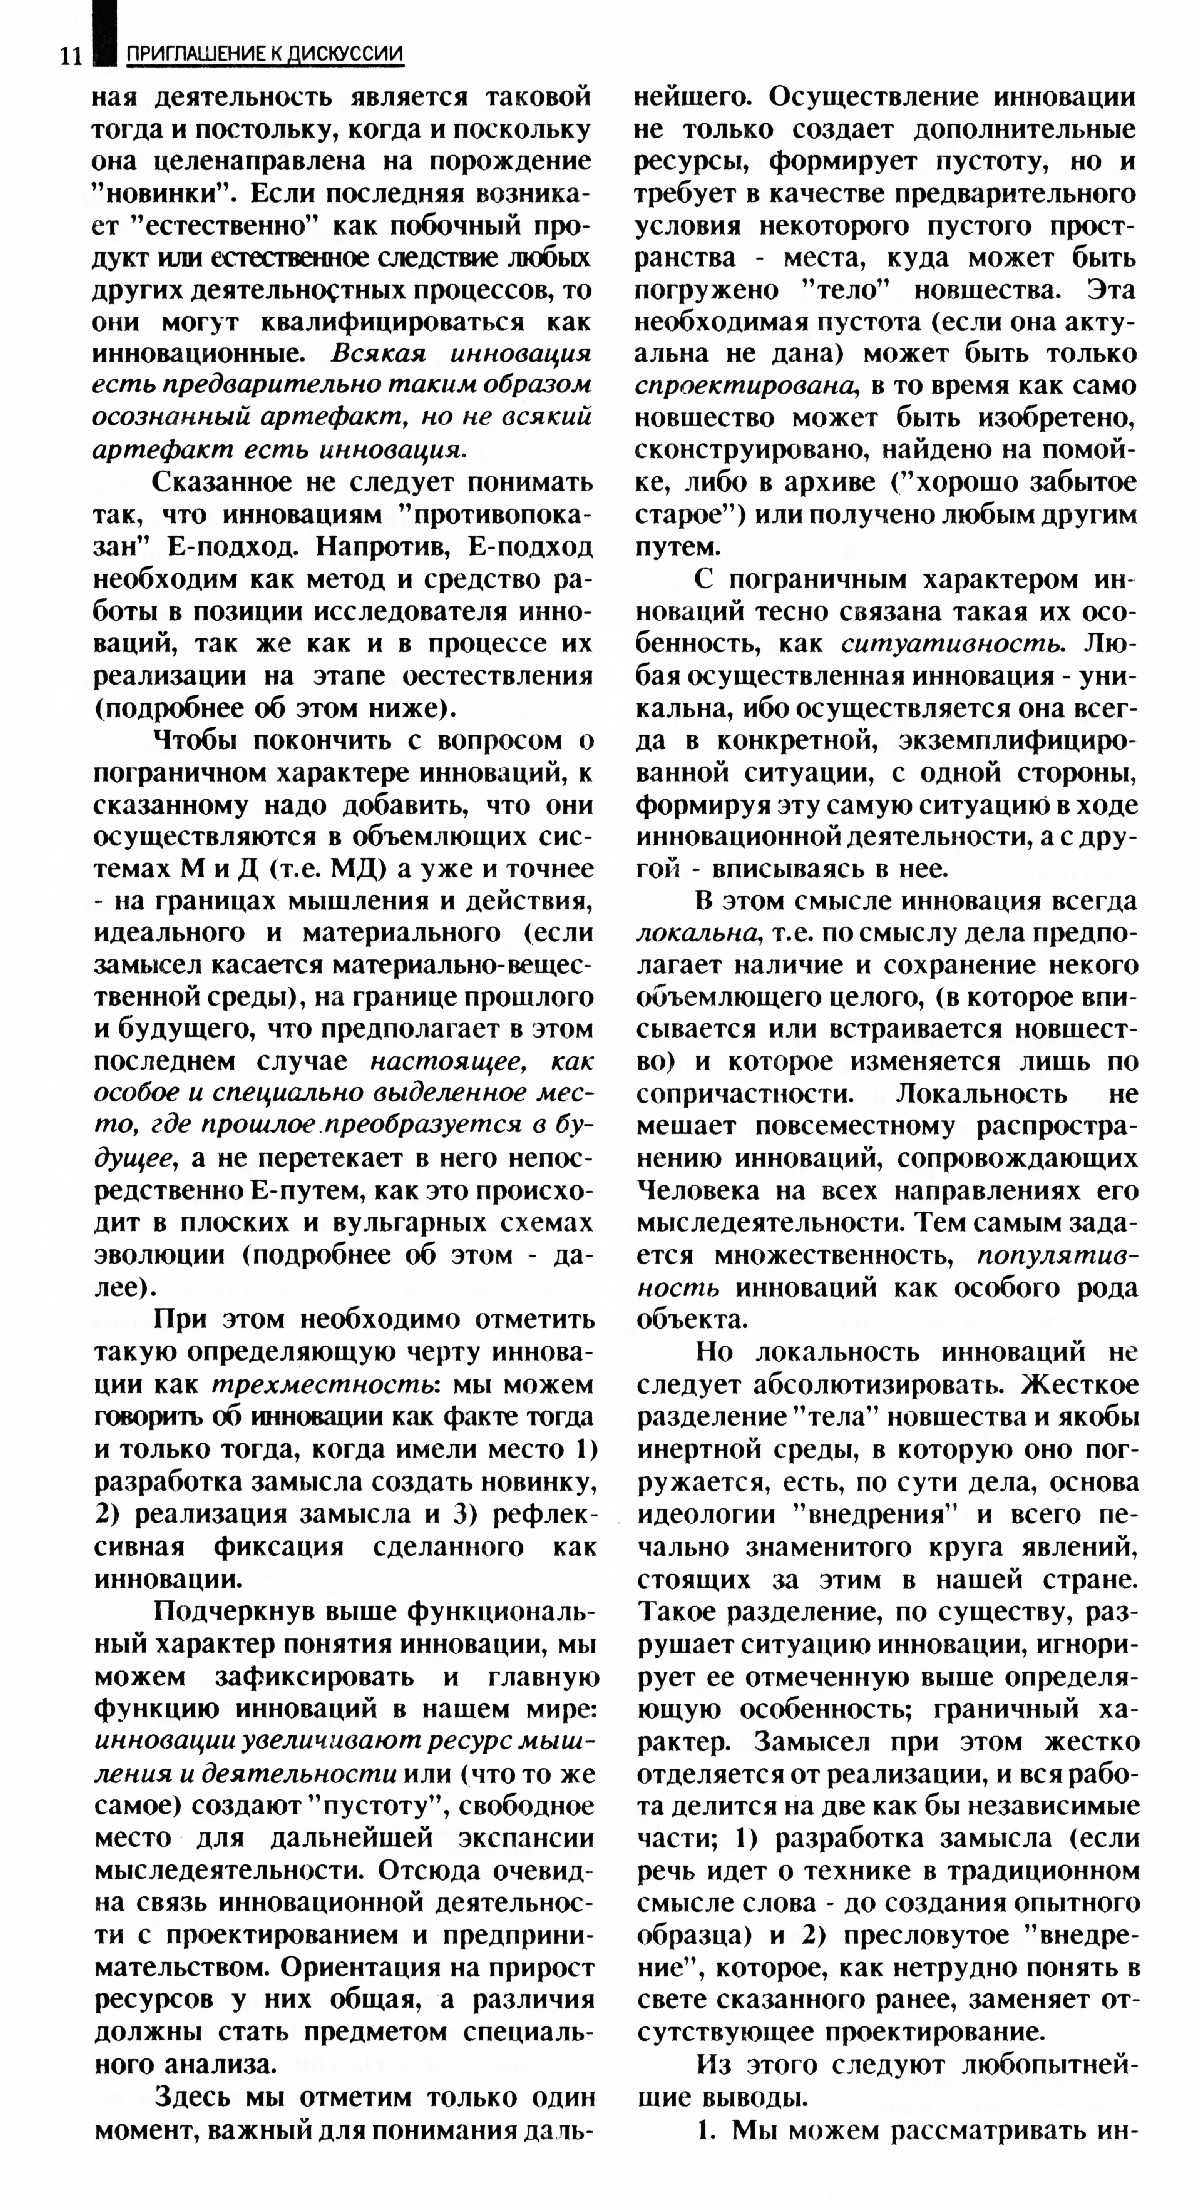 11 ПРИГЛАШЕНИЕ К ДИСКУССИИ
ная деятельность является таковой
тогда и постольку, когда и поскольку
она целенаправлена на порождение
"новинки". Если последняя возника-
ет "естественно" как побочный про-
дукт или естественное следствие любых
других деятельностных процессов, то
они могут квалифицироваться как
инновационные. Всякая инновация
есть предварительно таким образом
осознанный артефакт, но не всякий
артефакт есть инновация.
Сказанное не следует понимать
так, что инновациям "противопока-
зан" Е-подход. Напротив, Е-подход
необходим как метод и средство ра-
боты в позиции исследователя инно-
ваций, так же как и в процессе их
реализации на этапе оестествления
(подробнее об этом ниже).
Чтобы покончить с вопросом о
пограничном характере инноваций, к
сказанному надо добавить, что они
осуществляются в объемлющих сис-
темах М и Д (т.е. МД) а уже и точнее
- на границах мышления и действия,
идеального и материального (если
замысел касается материально-вещес-
твенной среды), на границе прошлого
и будущего, что предполагает в этом
последнем случае настоящее, как
особое и специально выделенное мес-
то, где прошлое преобразуется в бу-
дущее, а не перетекает в него непос-
редственно Е-путем, как это происхо-
дит в плоских и вульгарных схемах
эволюции (подробнее об этом - да-
лее).
При этом необходимо отметить
такую определяющую черту иннова-
ции как трехместность: мы можем
говорить об инновации как факте тогда
и только тогда, когда имели место 1)
разработка замысла создать новинку,
2) реализация замысла и 3) рефлек-
сивная фиксация сделанного как
инновации.
Подчеркнув выше функциональ-
ный характер понятия инновации, мы
можем зафиксировать и главную
функцию инноваций в нашем мире:
инновации увеличивают ресурс мыш-
ления и деятельности или (что то же
самое) создают "пустоту", свободное
место для дальнейшей экспансии
мыследеятельности. Отсюда очевид-
на связь инновационной деятельнос-
ти с проектированием и предприни-
мательством. Ориентация на прирост
ресурсов у них общая, а различия
должны стать предметом специаль-
ного анализа.
Здесь мы отметим только один
момент, важный для понимания даль-
нейшего. Осуществление инновации
не только создает дополнительные
ресурсы, формирует пустоту, но и
требует в качестве предварительного
условия некоторого пустого прост-
ранства - места, куда может быть
погружено "тело" новшества. Эта
необходимая пустота (если она акту-
альна не дана) может быть только
спроектирована, в то время как само
новшество может быть изобретено,
сконструировано, найдено на помой-
ке, либо в архиве ("хорошо забытое
старое") или получено любым другим
путем.
С пограничным характером ин-
новаций тесно связана такая их осо-
бенность, как ситуативность. Лю-
бая осуществленная инновация - уни-
кальна, ибо осуществляется она всег-
да в конкретной, экземплифициро-
ванной ситуации, с одной стороны,
формируя эту самую ситуацию в ходе
инновационной деятельности, а с дру-
гой - вписываясь в нее.
В этом смысле инновация всегда
локальна, т.е. по смыслу дела предпо-
лагает наличие и сохранение некого
объемлющего целого, (в которое впи-
сывается или встраивается новшест-
во) и которое изменяется лишь по
сопричастности. Локальность не
мешает повсеместному распростра-
нению инноваций, сопровождающих
Человека на всех направлениях его
мыследеятельности. Тем самым зада-
ется множественность, популятив-
ность инноваций как особого рода
объекта.
Но локальность инноваций не
следует абсолютизировать. Жесткое
разделение "тела" новшества и якобы
инертной среды, в которую оно пог-
ружается, есть, по сути дела, основа
идеологии "внедрения" и всего пе-
чально знаменитого круга явлений,
стоящих за этим в нашей стране.
Такое разделение, по существу, раз-
рушает ситуацию инновации, игнори-
рует ее отмеченную выше определя-
ющую особенность; граничный ха-
рактер. Замысел при этом жестко
отделяется от реализации, и вся рабо-
та делится на две как бы независимые
части; 1) разработка замысла (если
речь идет о технике в традиционном
смысле слова - до создания опытного
образца) и 2) пресловутое "внедре-
ние", которое, как нетрудно понять в
свете сказанного ранее, заменяет от-
сутствующее проектирование.
Из этого следуют любопытней-
шие выводы.
1. Мы можем рассматривать ин-